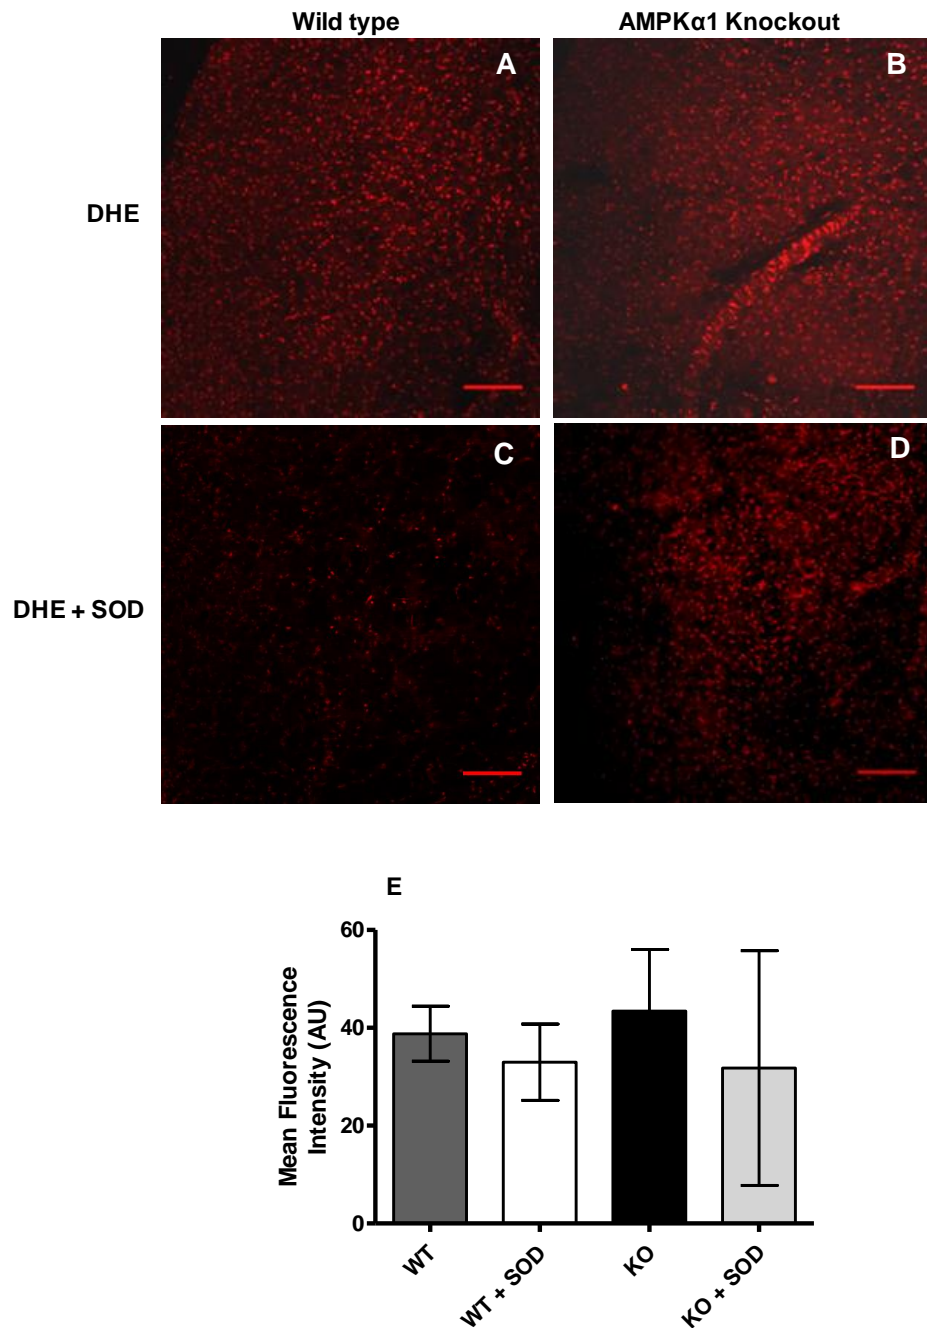 Wild type
AMPKα1 Knockout
A
B
DHE
C
D
DHE + SOD
E
Mean Fluorescence
Intensity (AU)
60
40
20
0
WT
WT + SOD
KO
KO + SOD